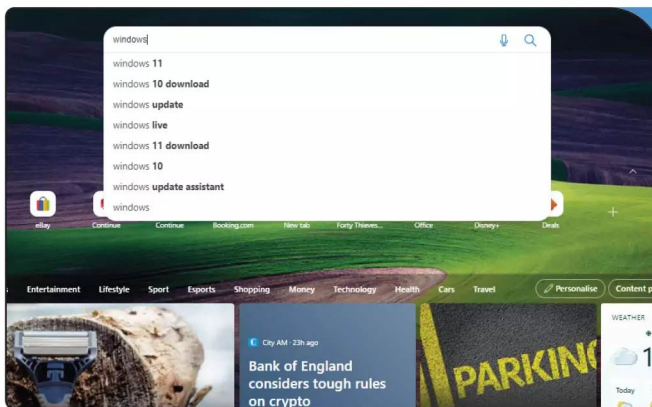 windows
windows 11
windows 10 download
windows update
windows live
windows 11 download
windows 10
windows update assistant
windows
eBay
Continue
Continue
Booking.com
New tab
Forty Thieves...
Office
Disney+
Deals
Entertainment Lifestyle Sport Esports Shopping Money Technology Health Cars Travel Personalise Content p
City AM · 23h ago
Bank of England
considers tough rules
on crypto
PARKING
WEATHER
1
Today